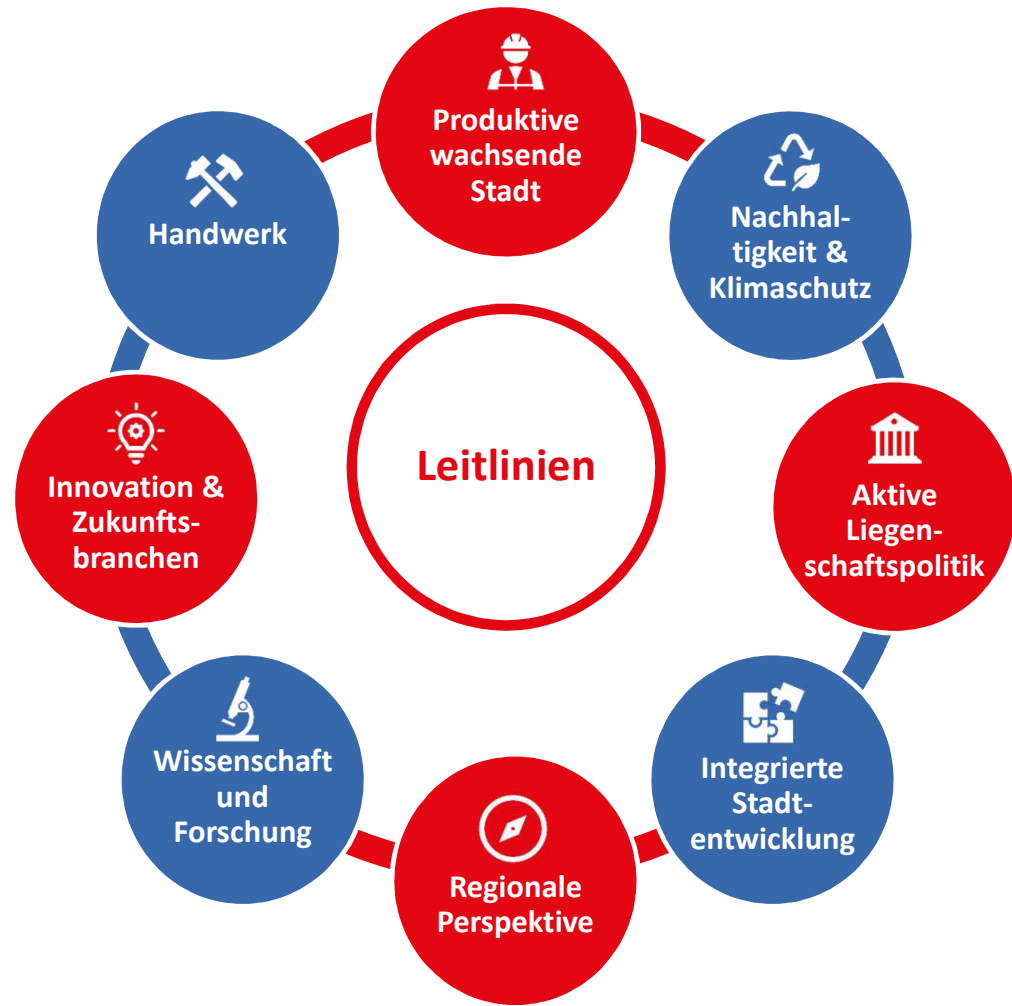 Produktive
wachsende
Stadt
Nachhal-
tigkeit &
Klimaschutz
Aktive
Liegen-
schaftspolitik
Integrierte
Stadt-
entwicklung
Regionale
Perspektive
Wissenschaft
und
Forschung
Innovation &
Zukunfts-
branchen
Handwerk
Leitlinien